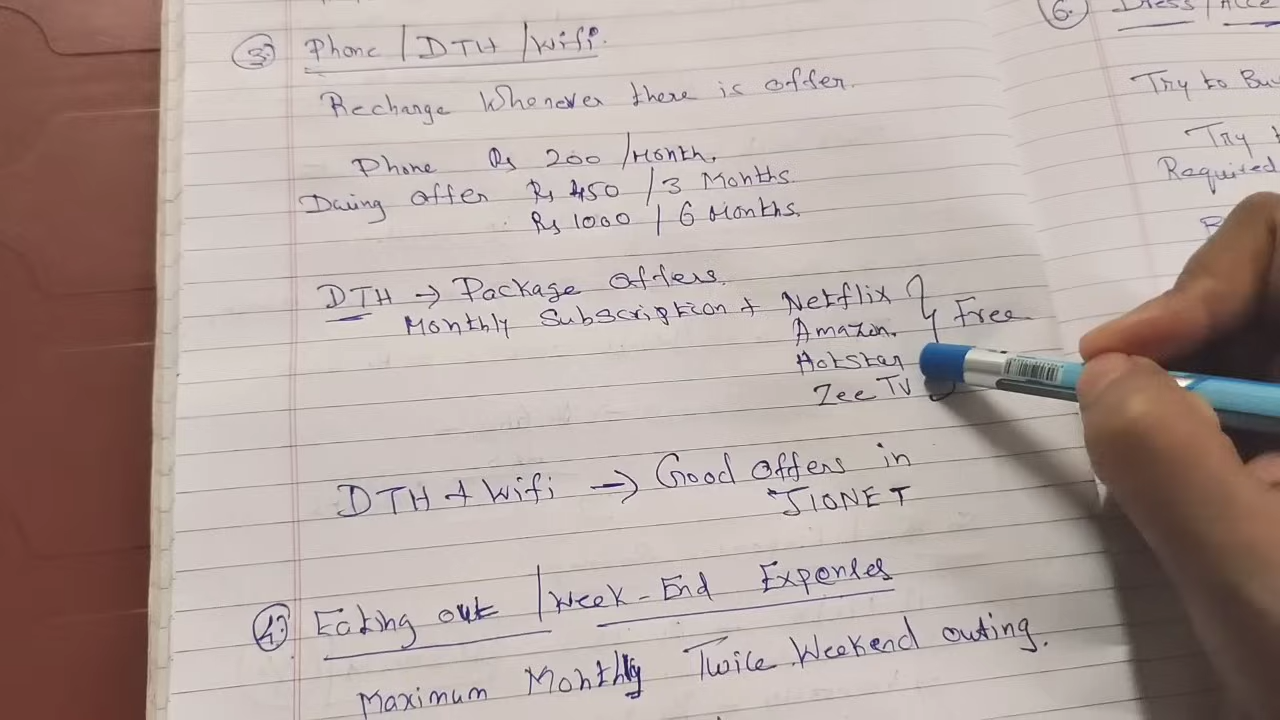 3. Phone / DTH / Wifi.
Recharge Whenever there is offer.
Phone Rs 200 / Month.
During offer Rs 450 / 3 Months
Rs 1000 / 6 Months.
DTH → Package Offers.
Monthly Subscription + Netflix } Free
Amazon.
Hotstar
Zee TV
DTH + Wifi → Good Offers in
JIONET
4. Eating out / Week-End Expenses
Maximum Monthly Twice Weekend outing.
6.
Try to Bu
Try
Required